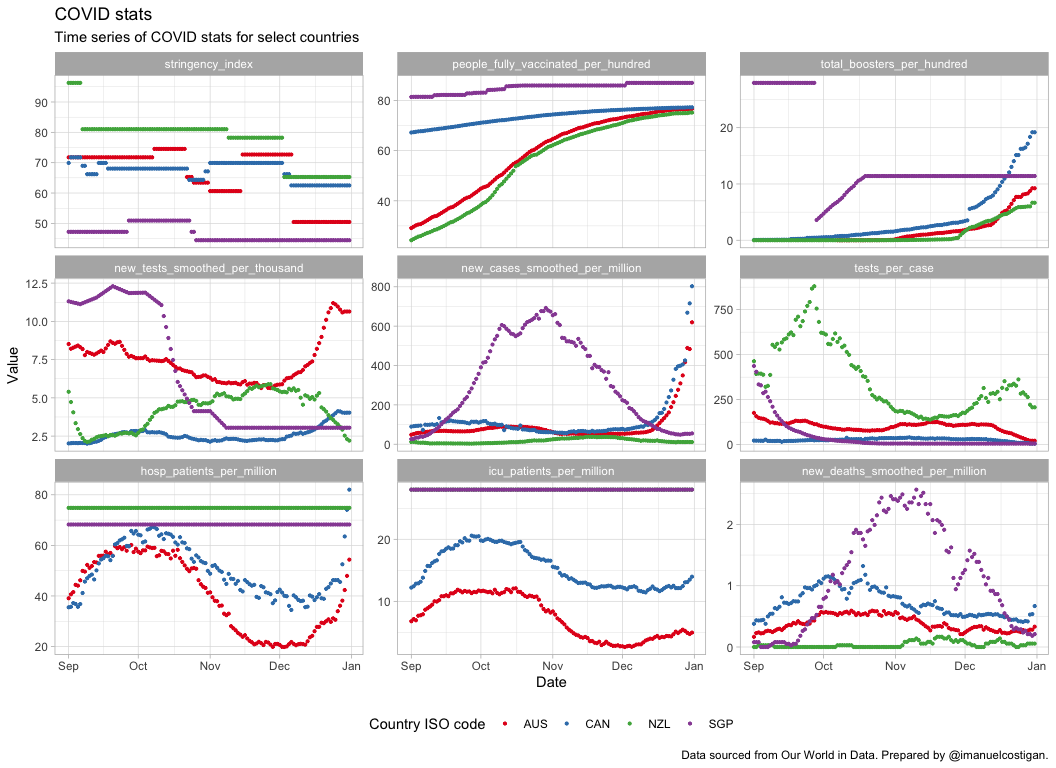 COVID stats
Time series of COVID stats for select countries
stringency_index
people_fully_vaccinated_per_hundred
total_boosters_per_hundred
90
80
70
60
50
80
60
40
20
10
0
new_tests_smoothed_per_thousand
new_cases_smoothed_per_million
tests_per_case
12.5
10.0
7.5
5.0
2.5
800
600
400
200
0
750
500
250
0
Value
hosp_patients_per_million
icu_patients_per_million
new_deaths_smoothed_per_million
80
60
40
20
20
10
2
1
0
Sep Oct Nov Dec Jan
Sep Oct Nov Dec Jan
Sep Oct Nov Dec Jan
Date
Country ISO code AUS CAN NZL SGP
Data sourced from Our World in Data. Prepared by @imanuelcostigan.